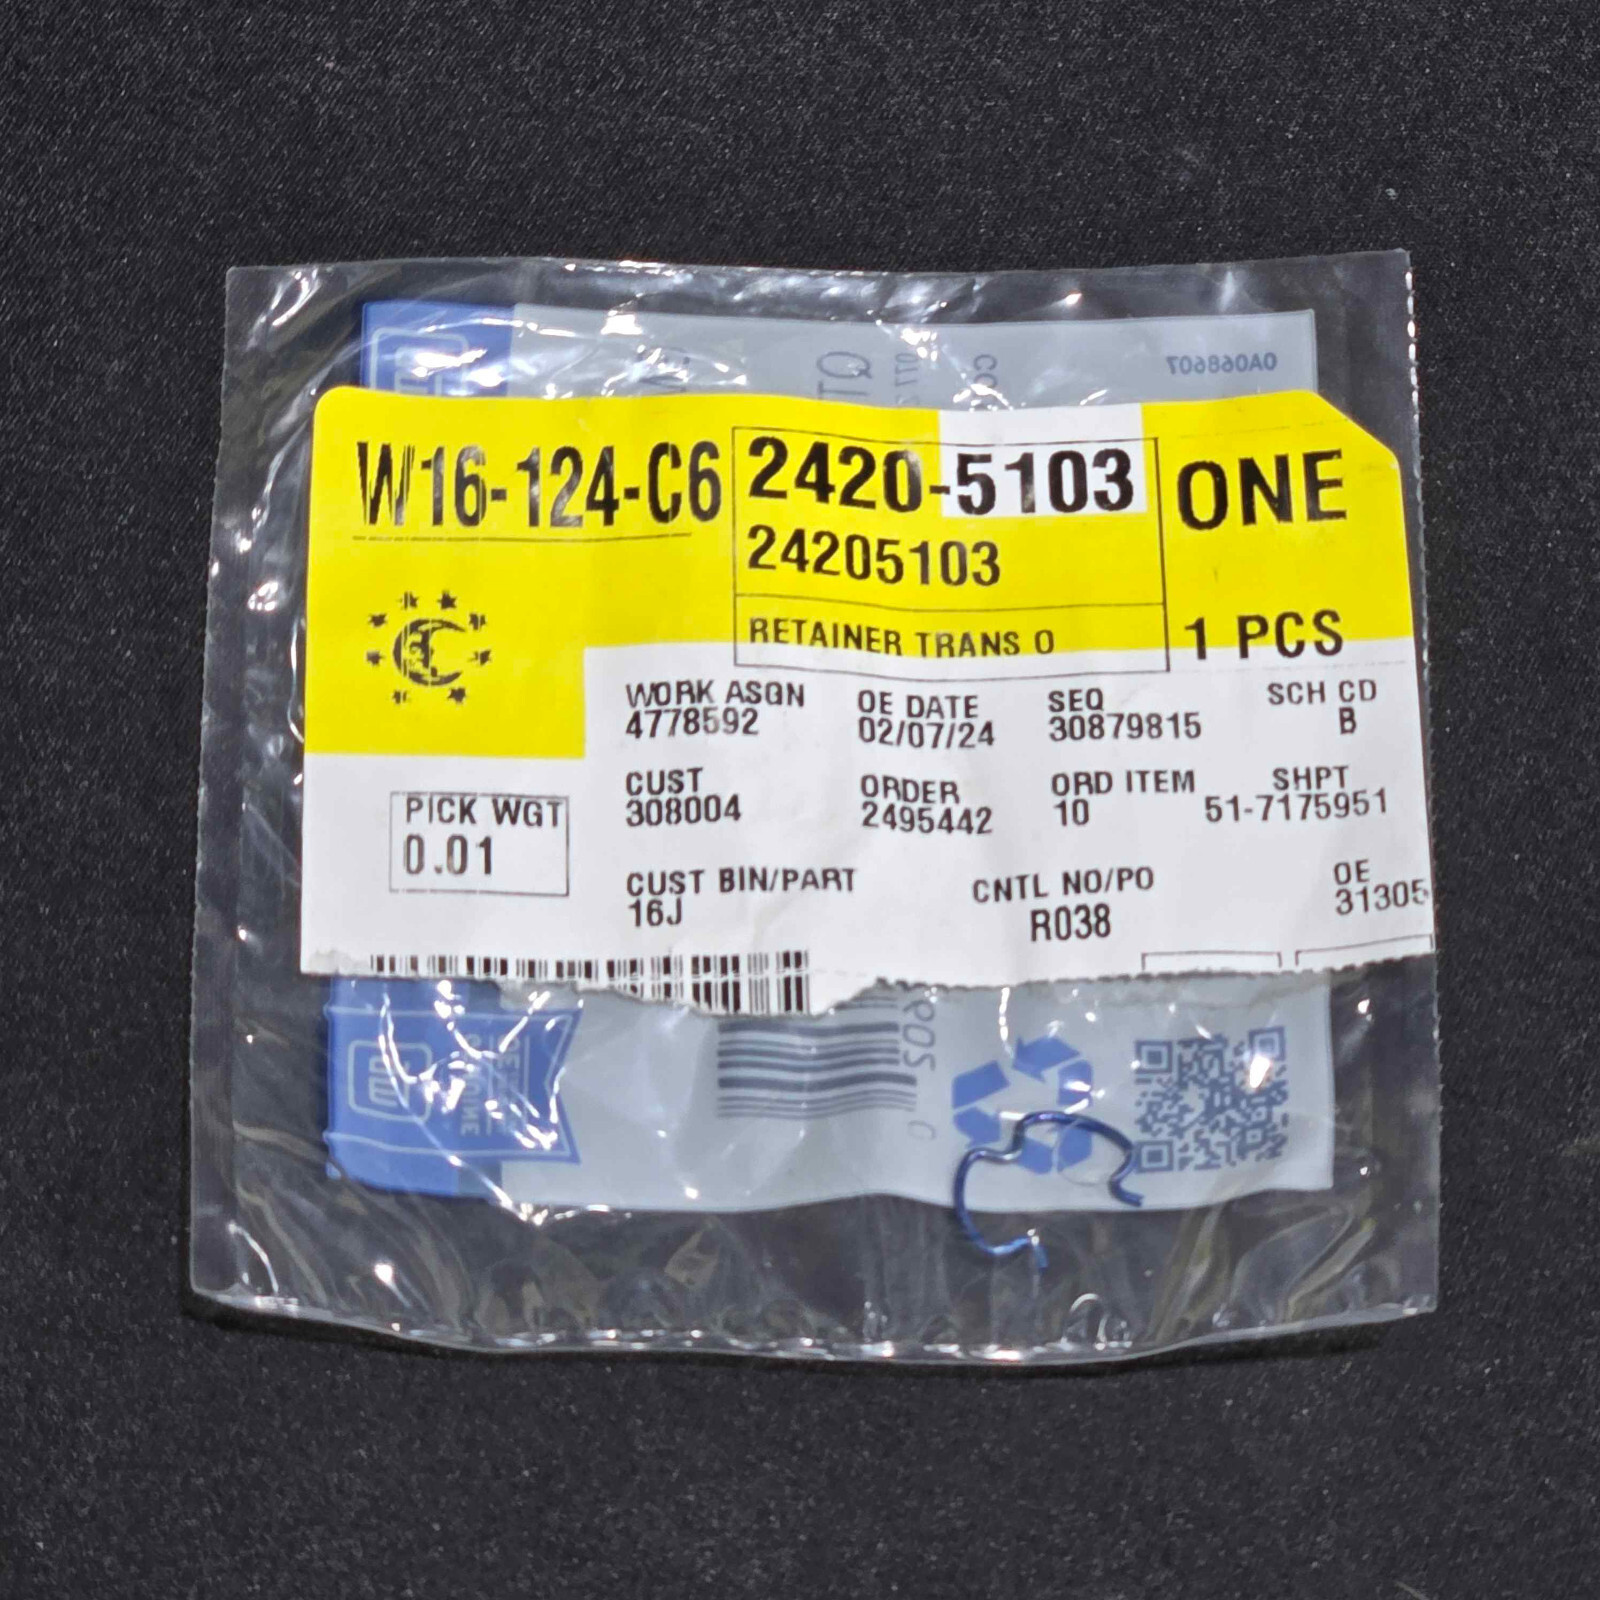 0A068607
W16-124-C6
2420-5103
ONE
24205103
RETAINER TRANS O
1 PCS
WORK ASGN
OE DATE
SEQ
SCH CD
4778592
02/07/24
30879815
B
CUST
ORDER
ORD ITEM
SHPT
308004
2495442
10
51-7175951
PICK WGT
0.01
CUST BIN/PART
CNTL NO/PO
OE
16J
R038
31305